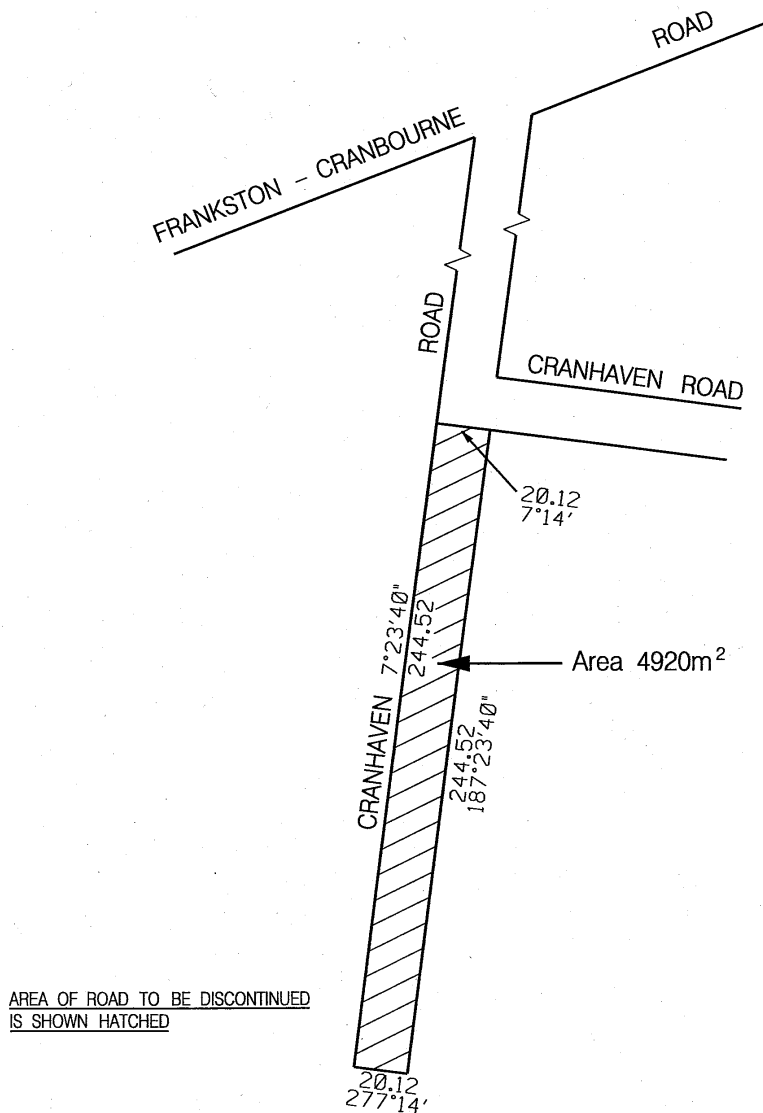 ROAD
FRANKSTON - CRANBOURNE
ROAD
CRANHAVEN ROAD
20.12
7°14'
CRANHAVEN
7°23'40"
244.52
Area 4920m²
244.52
187°23'40"
AREA OF ROAD TO BE DISCONTINUED
IS SHOWN HATCHED
20.12
277°14'